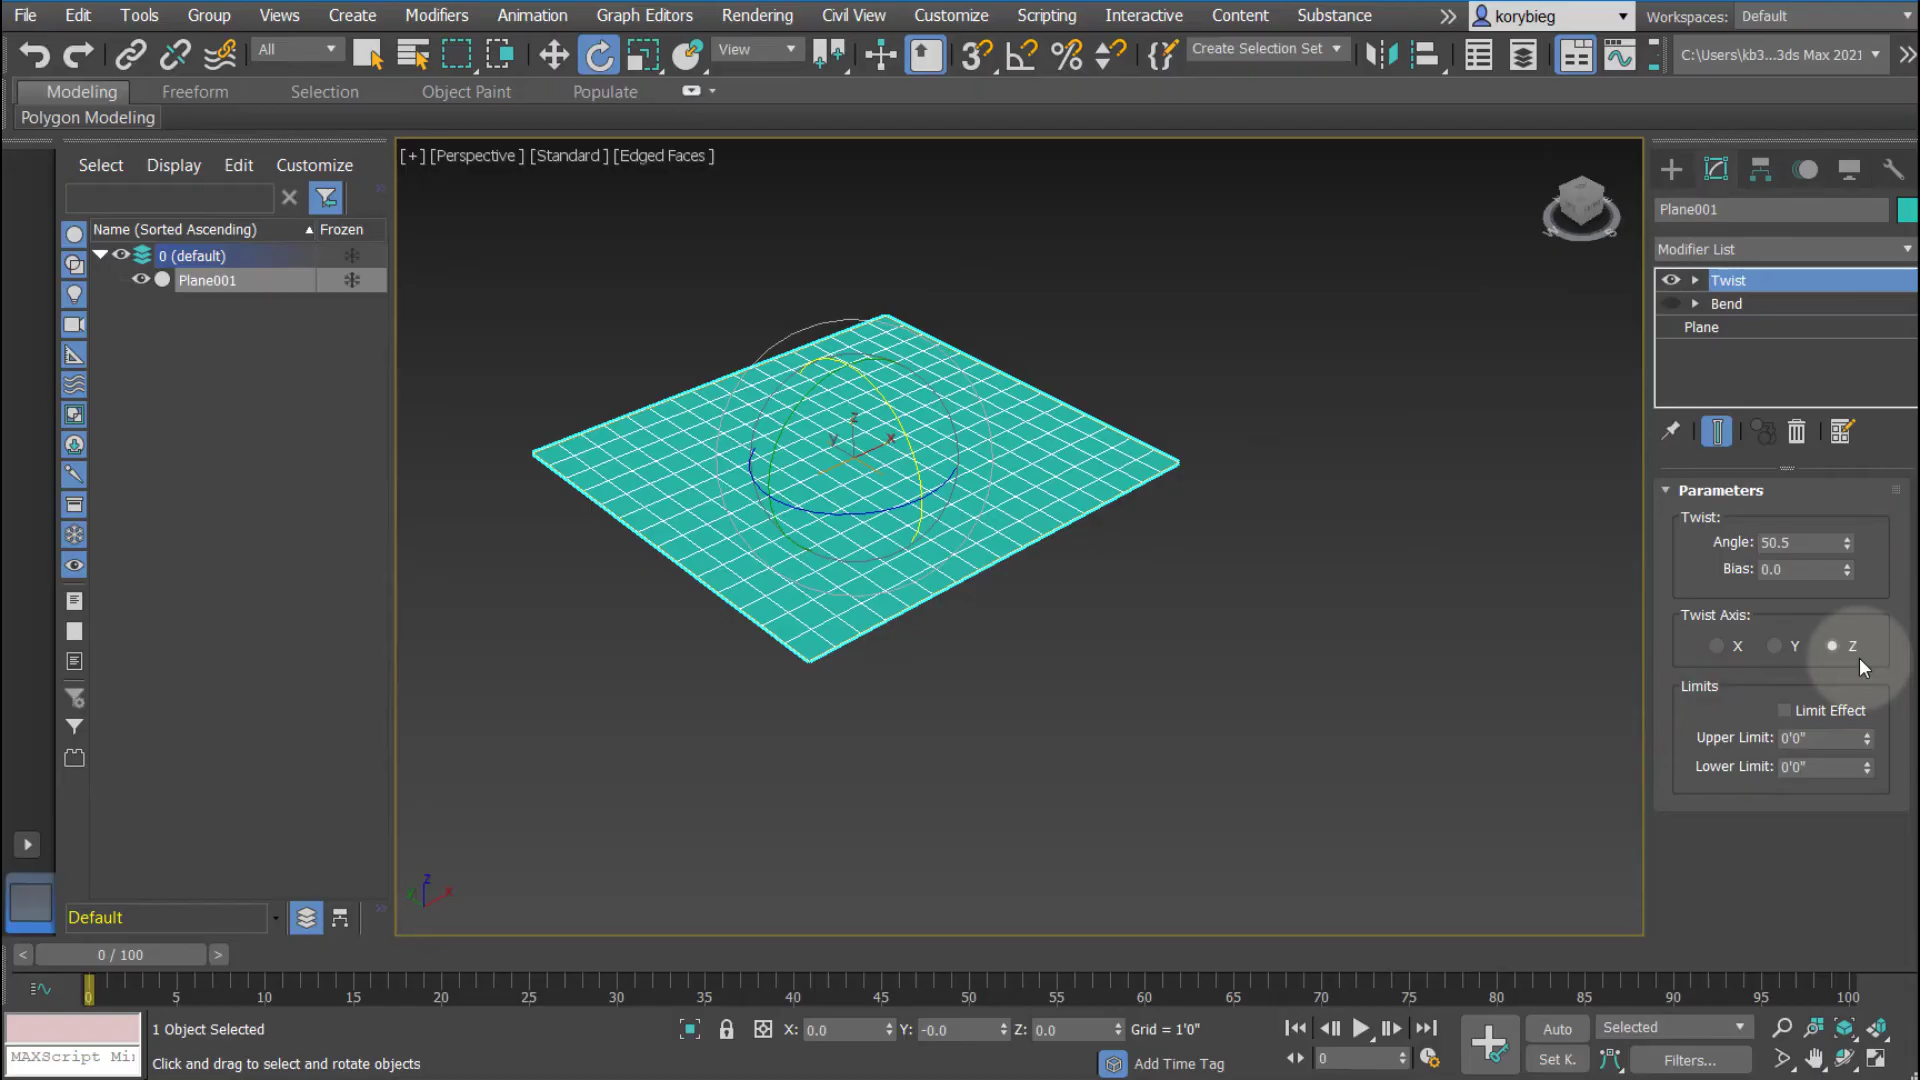 File Edit Tools Group Views Create Modifiers Animation Graph Editors Rendering Civil View Customize Scripting Interactive Content Substance korybieg Workspaces: Default
All View Create Selection Set C:\Users\kb3...3ds Max 2021
Modeling Freeform Selection Object Paint Populate
Polygon Modeling
Select Display Edit Customize
[+] [Perspective] [Standard] [Edged Faces]
Name (Sorted Ascending) Frozen
0 (default)
Plane001
Plane001
Modifier List
Twist
Bend
Plane
Parameters
Twist:
Angle: 50.5
Bias: 0.0
Twist Axis:
X Y Z
Limits
Limit Effect
Upper Limit: 0'0"
Lower Limit: 0'0"
z
y x
z
y x
Default
< 0 / 100 >
0 5 10 15 20 25 30 35 40 45 50 55 60 65 70 75 80 85 90 95 100
1 Object Selected X: 0.0 Y: -0.0 Z: 0.0 Grid = 1'0" Auto Selected
MAXScript Mi Click and drag to select and rotate objects Add Time Tag 0 Set K. Filters...